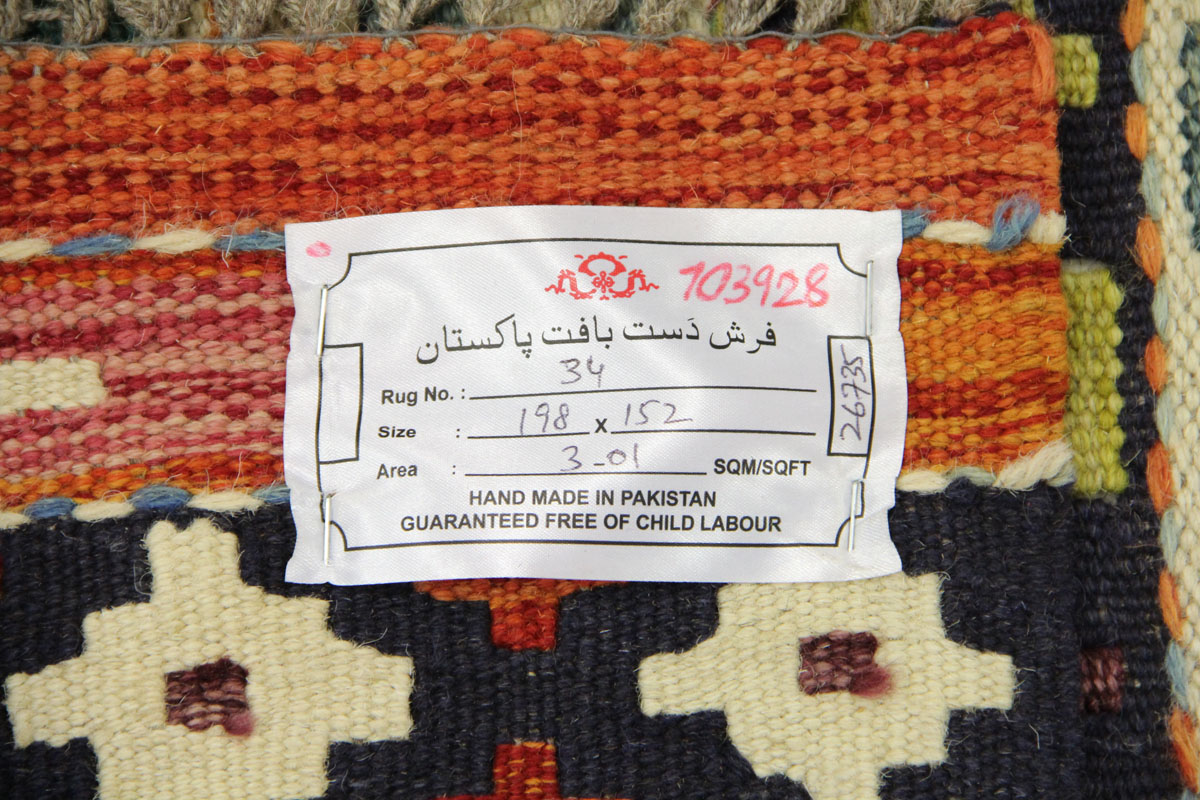 103928
فرش دَست بافت پاکستان
Rug No. : 34
Size : 198 x 152
Area : 3-01 SQM/SQFT
HAND MADE IN PAKISTAN
GUARANTEED FREE OF CHILD LABOUR
26735